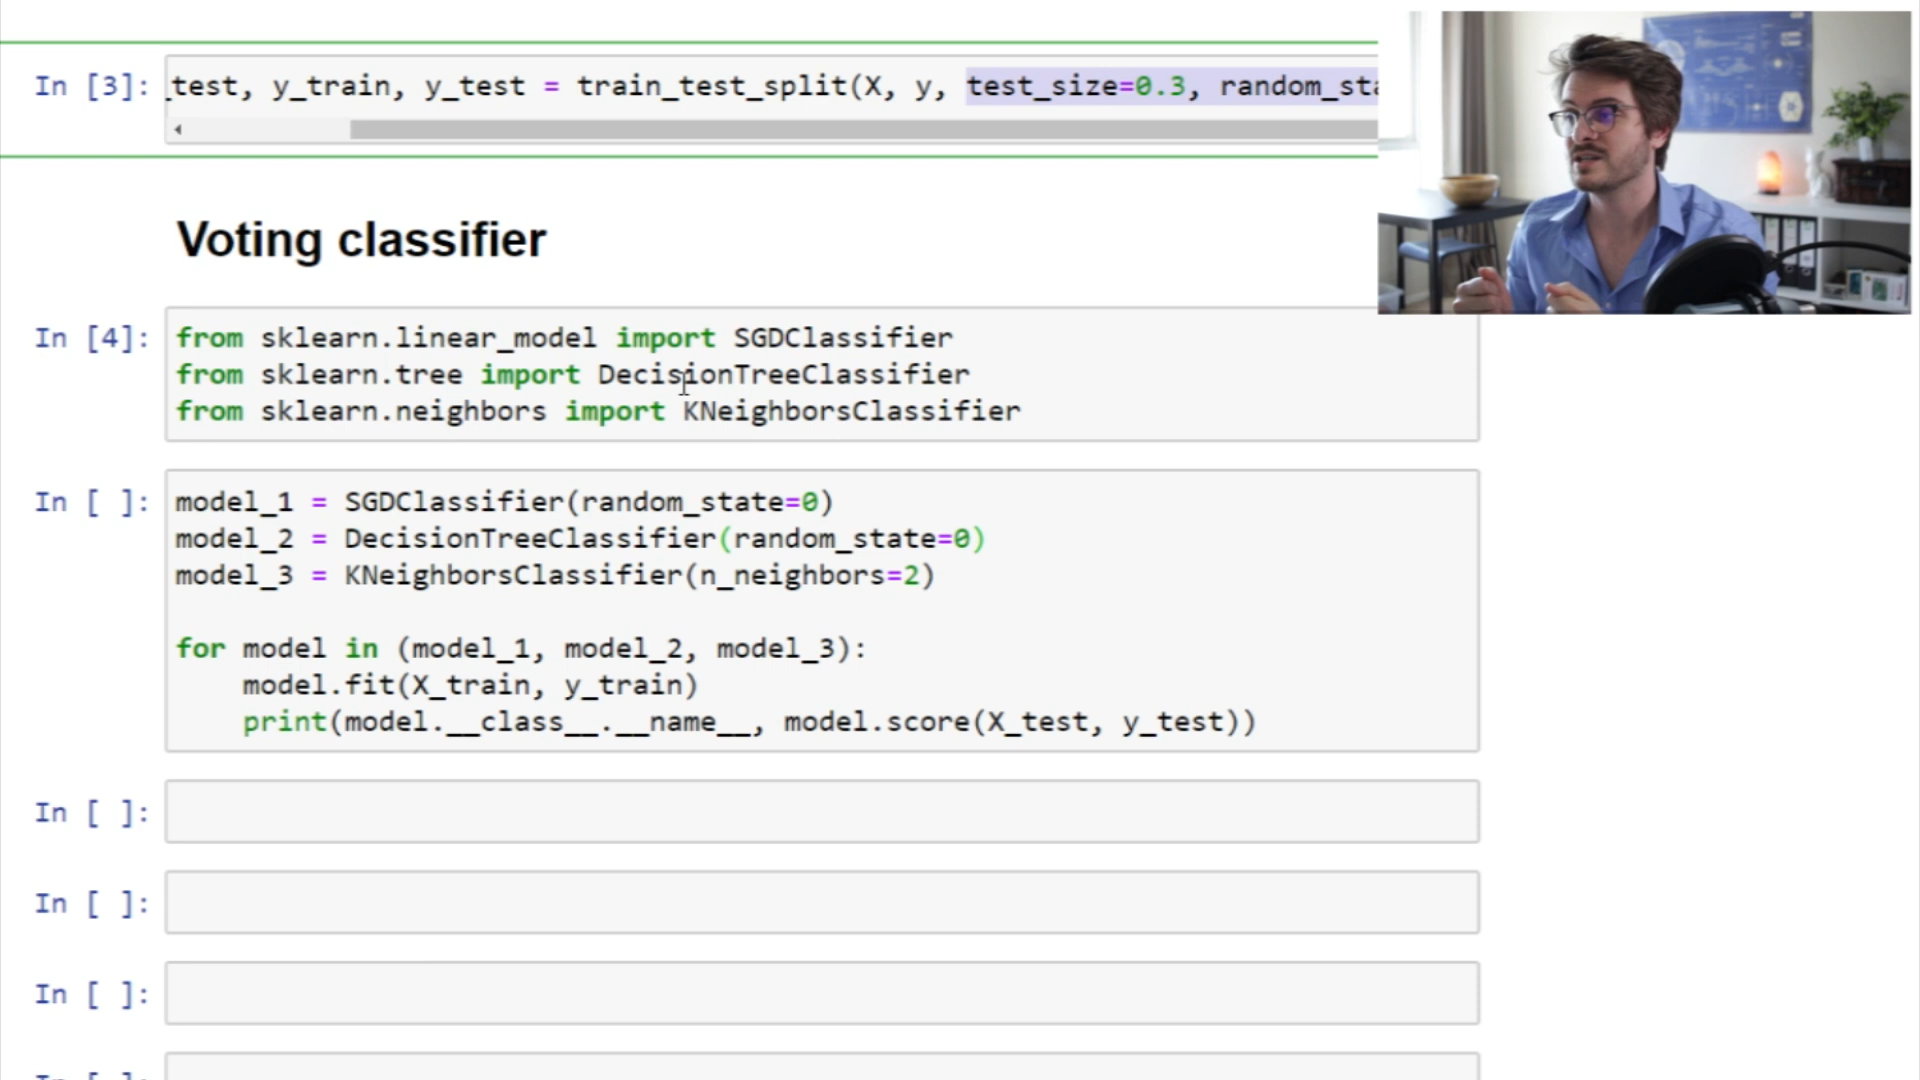 In [3]: _test, y_train, y_test = train_test_split(X, y, test_size=0.3, random_sta
Voting classifier
In [4]: from sklearn.linear_model import SGDClassifier
from sklearn.tree import DecisionTreeClassifier
from sklearn.neighbors import KNeighborsClassifier
In [ ]: model_1 = SGDClassifier(random_state=0)
model_2 = DecisionTreeClassifier(random_state=0)
model_3 = KNeighborsClassifier(n_neighbors=2)
for model in (model_1, model_2, model_3):
    model.fit(X_train, y_train)
    print(model.__class__.__name__, model.score(X_test, y_test))
In [ ]:
In [ ]:
In [ ]:
In [ ]: